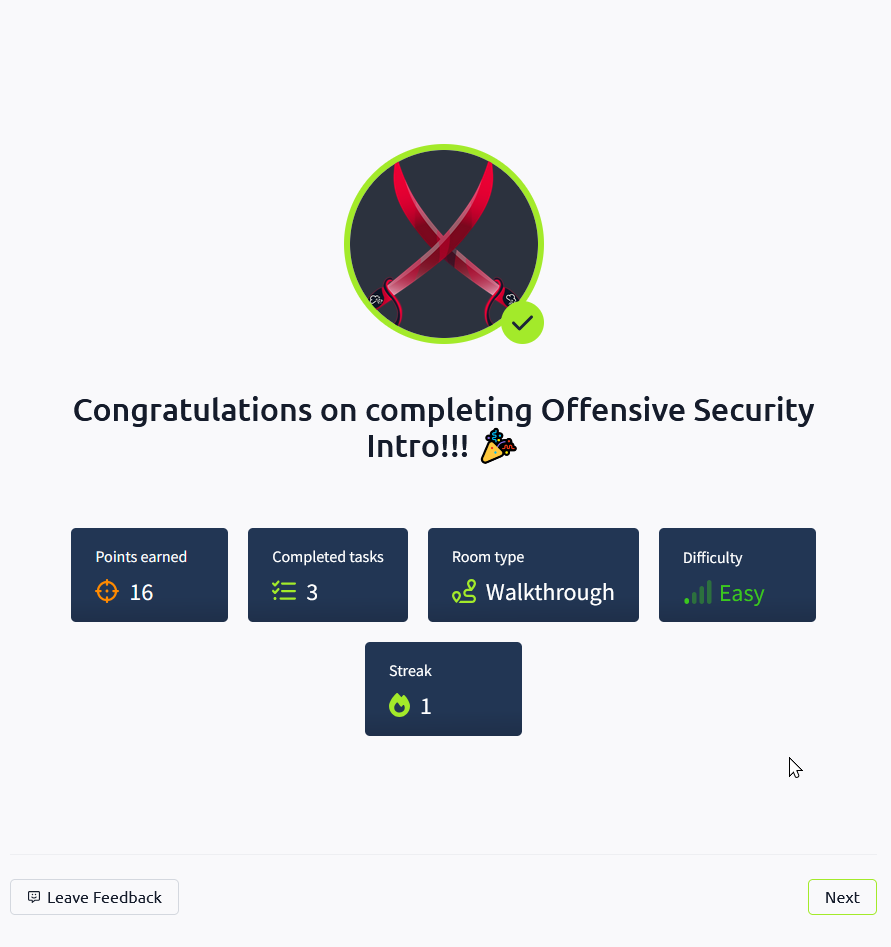 Congratulations on completing Offensive Security
Intro!!! 🎉
Points earned
16
Completed tasks
3
Room type
Walkthrough
Difficulty
Easy
Streak
1
Leave Feedback
Next